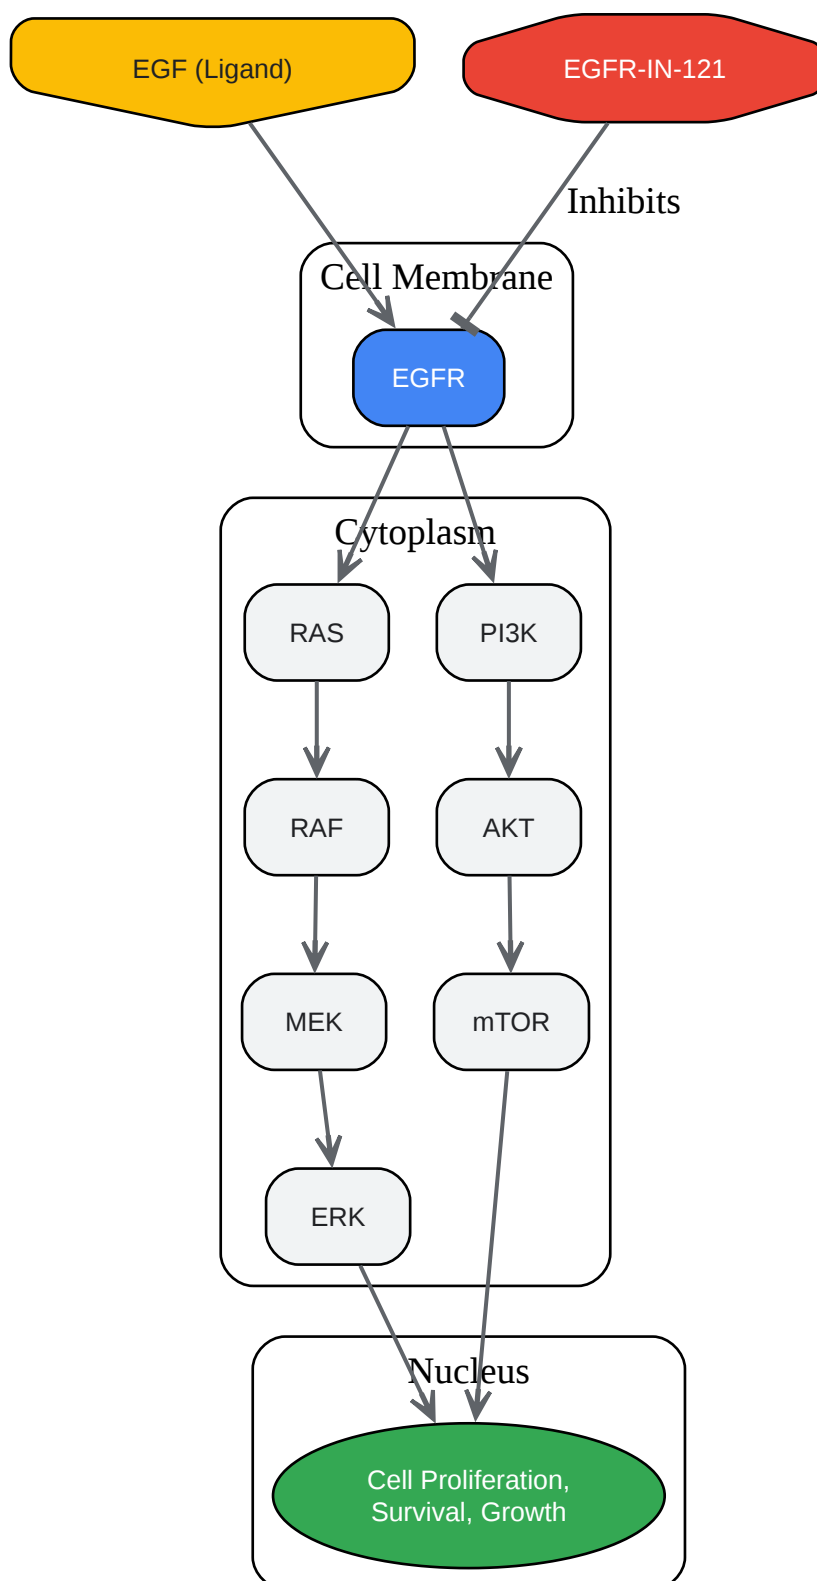 EGF (Ligand)
EGFR-IN-121
Inhibits
Cell Membrane
EGFR
Cytoplasm
RAS
PI3K
RAF
AKT
MEK
mTOR
ERK
Nucleus
Cell Proliferation,
Survival, Growth